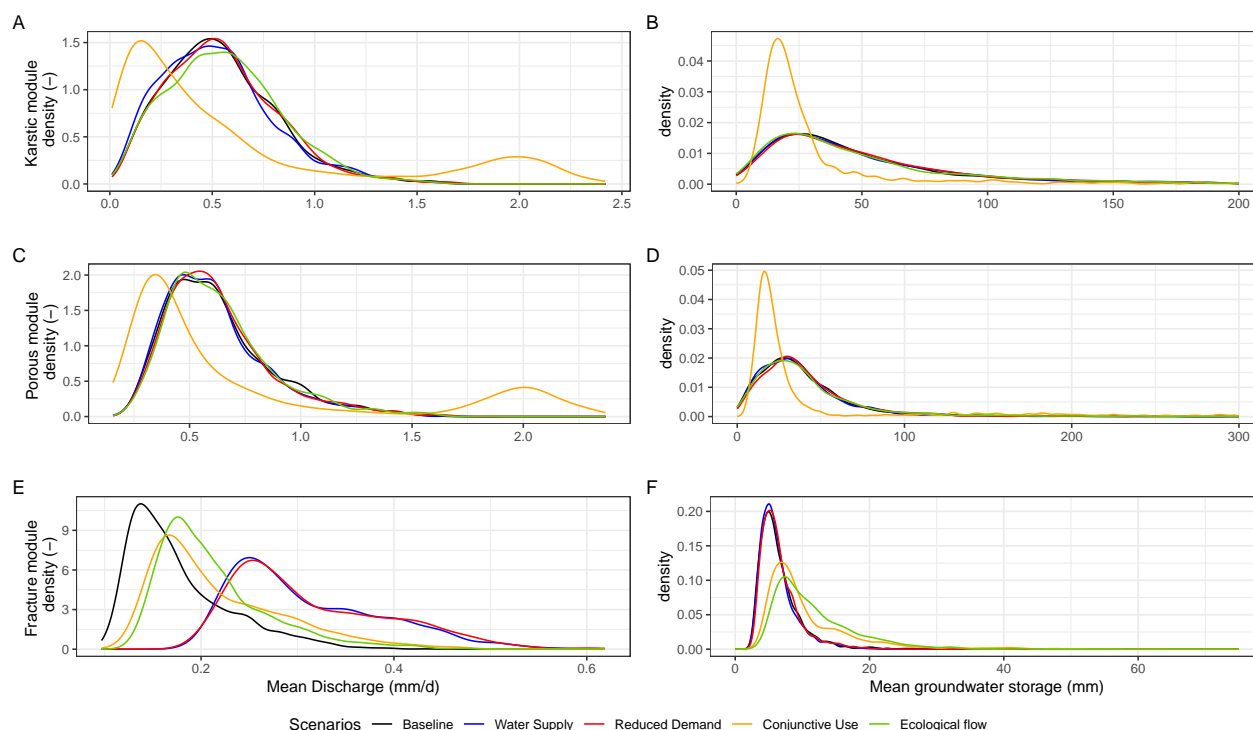 A
Karstic module
density (−)
1.5
1.0
0.5
0.0
0.0 0.5 1.0 1.5 2.0 2.5
B
density
0.04
0.03
0.02
0.01
0.00
0 50 100 150 200
C
Porous module
density (−)
2.0
1.5
1.0
0.5
0.0
0.5 1.0 1.5 2.0
D
density
0.05
0.04
0.03
0.02
0.01
0.00
0 100 200 300
E
Fracture module
density (−)
9
6
3
0
0.2 0.4 0.6
Mean Discharge (mm/d)
F
density
0.20
0.15
0.10
0.05
0.00
0 20 40 60
Mean groundwater storage (mm)
Scenarios Baseline Water Supply Reduced Demand Conjunctive Use Ecological flow